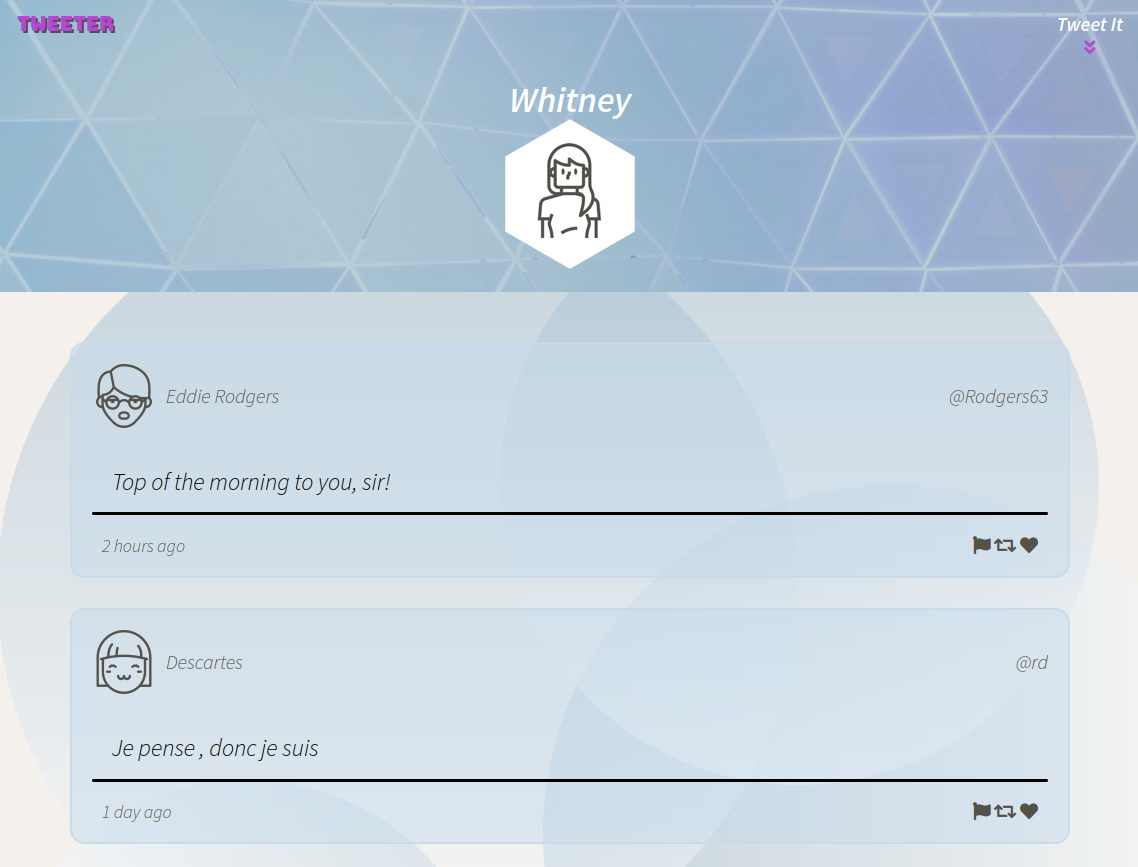 TWEETER
Tweet It
Whitney
Eddie Rodgers @Rodgers63
Top of the morning to you, sir!
2 hours ago
Descartes @rd
Je pense , donc je suis
1 day ago